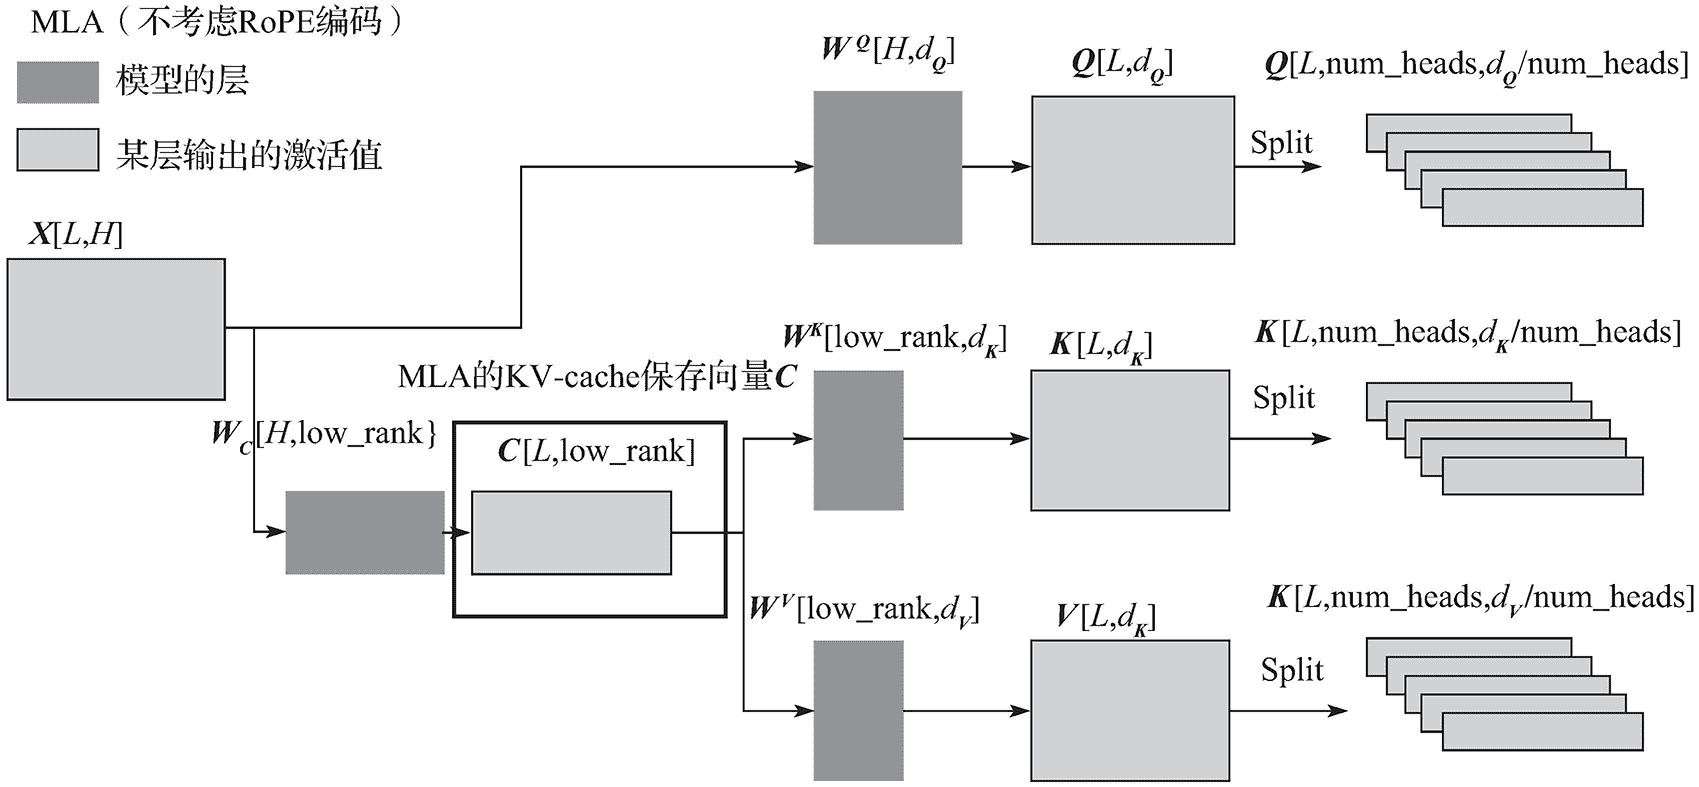 MLA（不考虑RoPE编码）
模型的层
某层输出的激活值
X[L,H]
W^Q[H,d_Q]
Q[L,d_Q]
Split
Q[L,num_heads,d_Q/num_heads]
W_C[H,low_rank}
MLA的KV-cache保存向量C
C[L,low_rank]
W^K[low_rank,d_K]
K[L,d_K]
Split
K[L,num_heads,d_K/num_heads]
W^V[low_rank,d_V]
V[L,d_K]
Split
K[L,num_heads,d_V/num_heads]